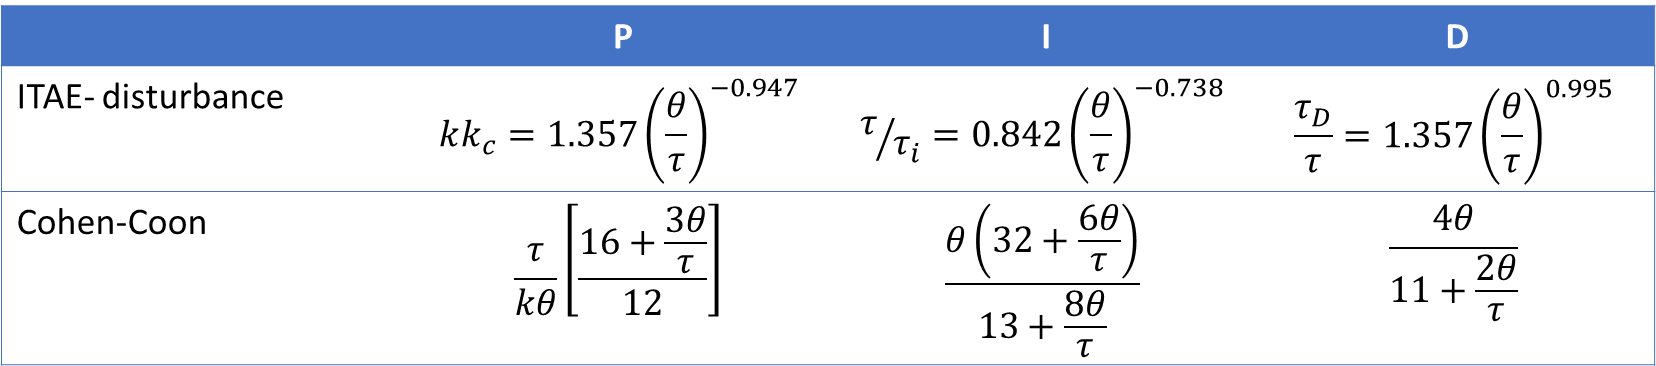 P I D
ITAE- disturbance kk_c = 1.357(θ/τ)^−0.947 τ/τ_i = 0.842(θ/τ)^−0.738 τ_D/τ = 1.357(θ/τ)^0.995
Cohen-Coon τ/kθ [(16 + 3θ/τ)/12] θ(32 + 6θ/τ)/(13 + 8θ/τ) 4θ/(11 + 2θ/τ)